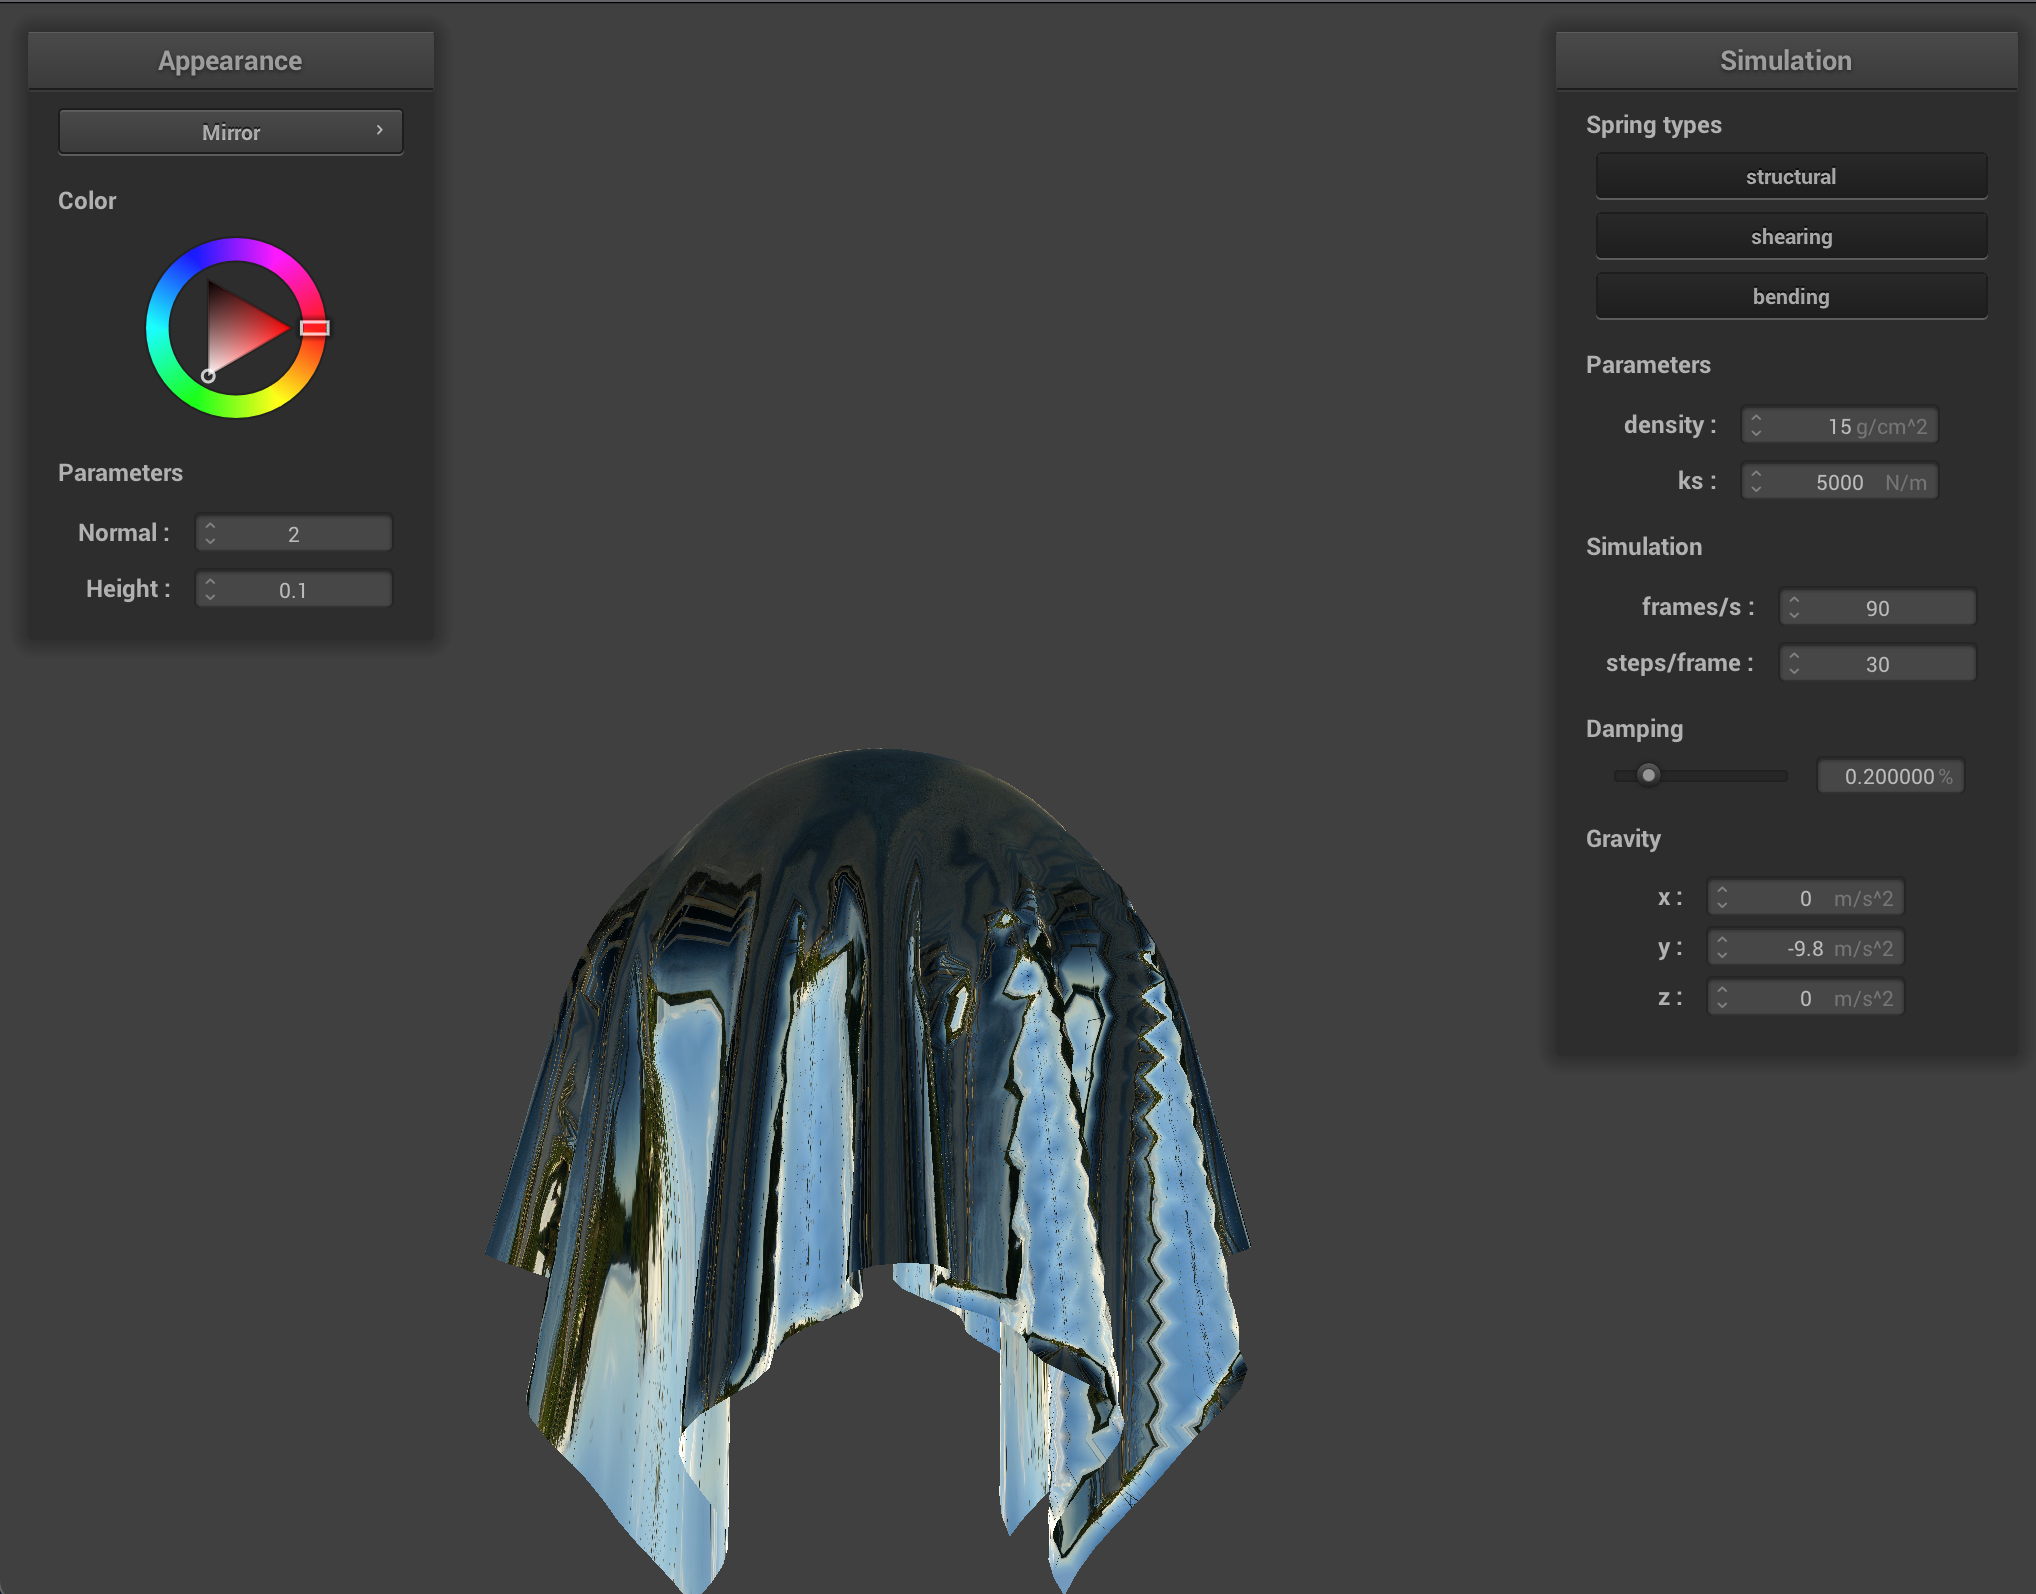 Appearance
Mirror
Color
Parameters
Normal : 2
Height : 0.1
Simulation
Spring types
structural
shearing
bending
Parameters
density : 15 g/cm^2
ks : 5000 N/m
Simulation
frames/s : 90
steps/frame : 30
Damping
0.200000 %
Gravity
x : 0 m/s^2
y : -9.8 m/s^2
z : 0 m/s^2